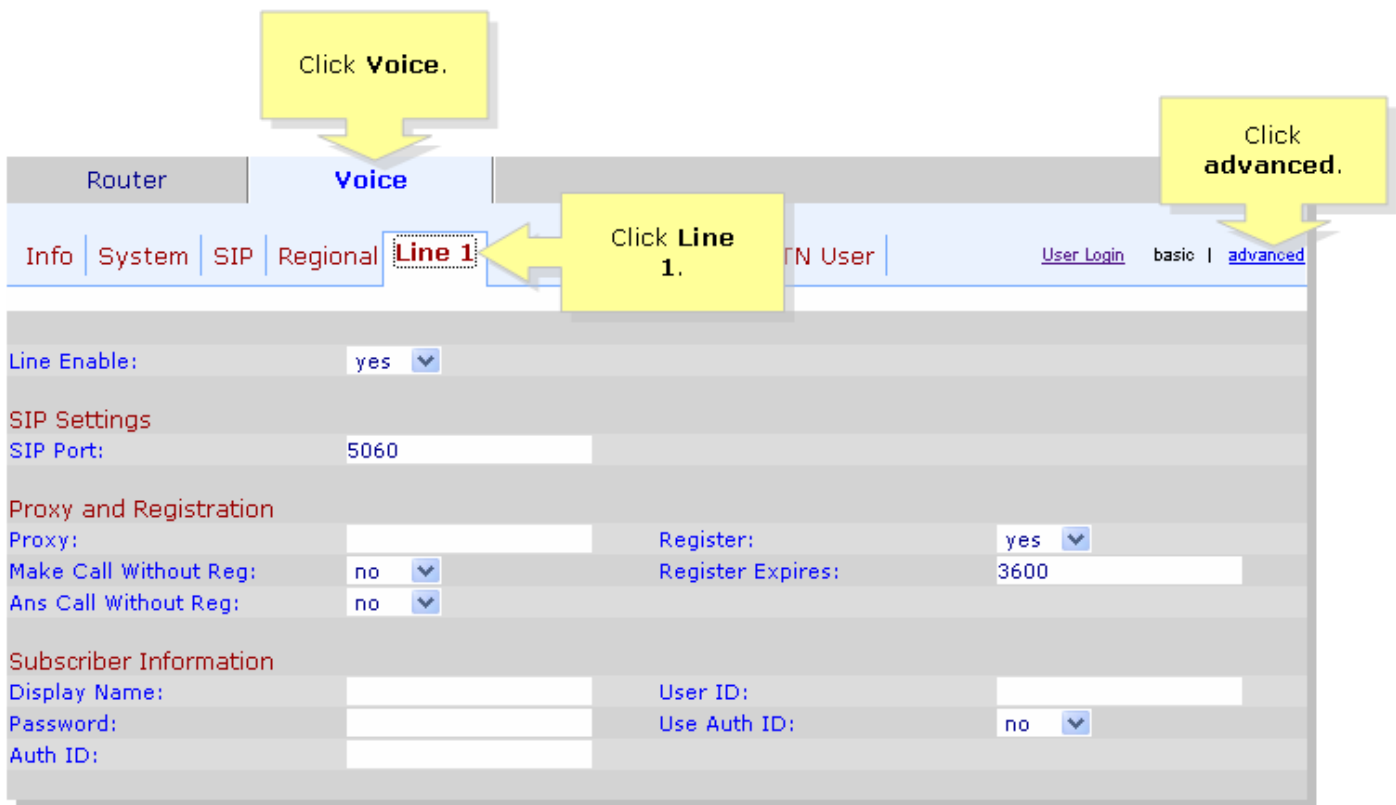 Click Voice.
Click
advanced.
Router
Voice
Click Line
1.
Info
System
SIP
Regional
Line 1
TN User
User Login
basic | advanced
Line Enable:
yes
SIP Settings
SIP Port:
5060
Proxy and Registration
Proxy:
Register:
yes
Make Call Without Reg:
no
Register Expires:
3600
Ans Call Without Reg:
no
Subscriber Information
Display Name:
User ID:
Password:
Use Auth ID:
no
Auth ID: